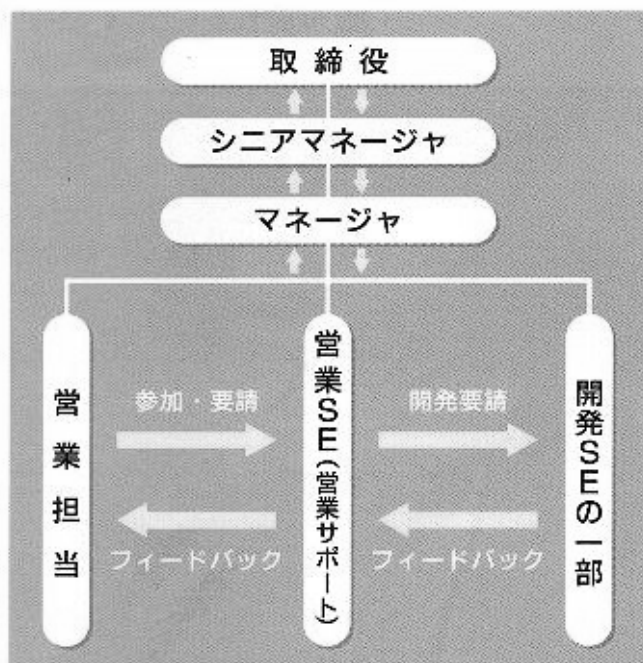 取締役
シニアマネージャ
マネージャ
営業担当
参加・要請
フィードバック
営業SE(営業サポート)
開発要請
フィードバック
開発SEの一部